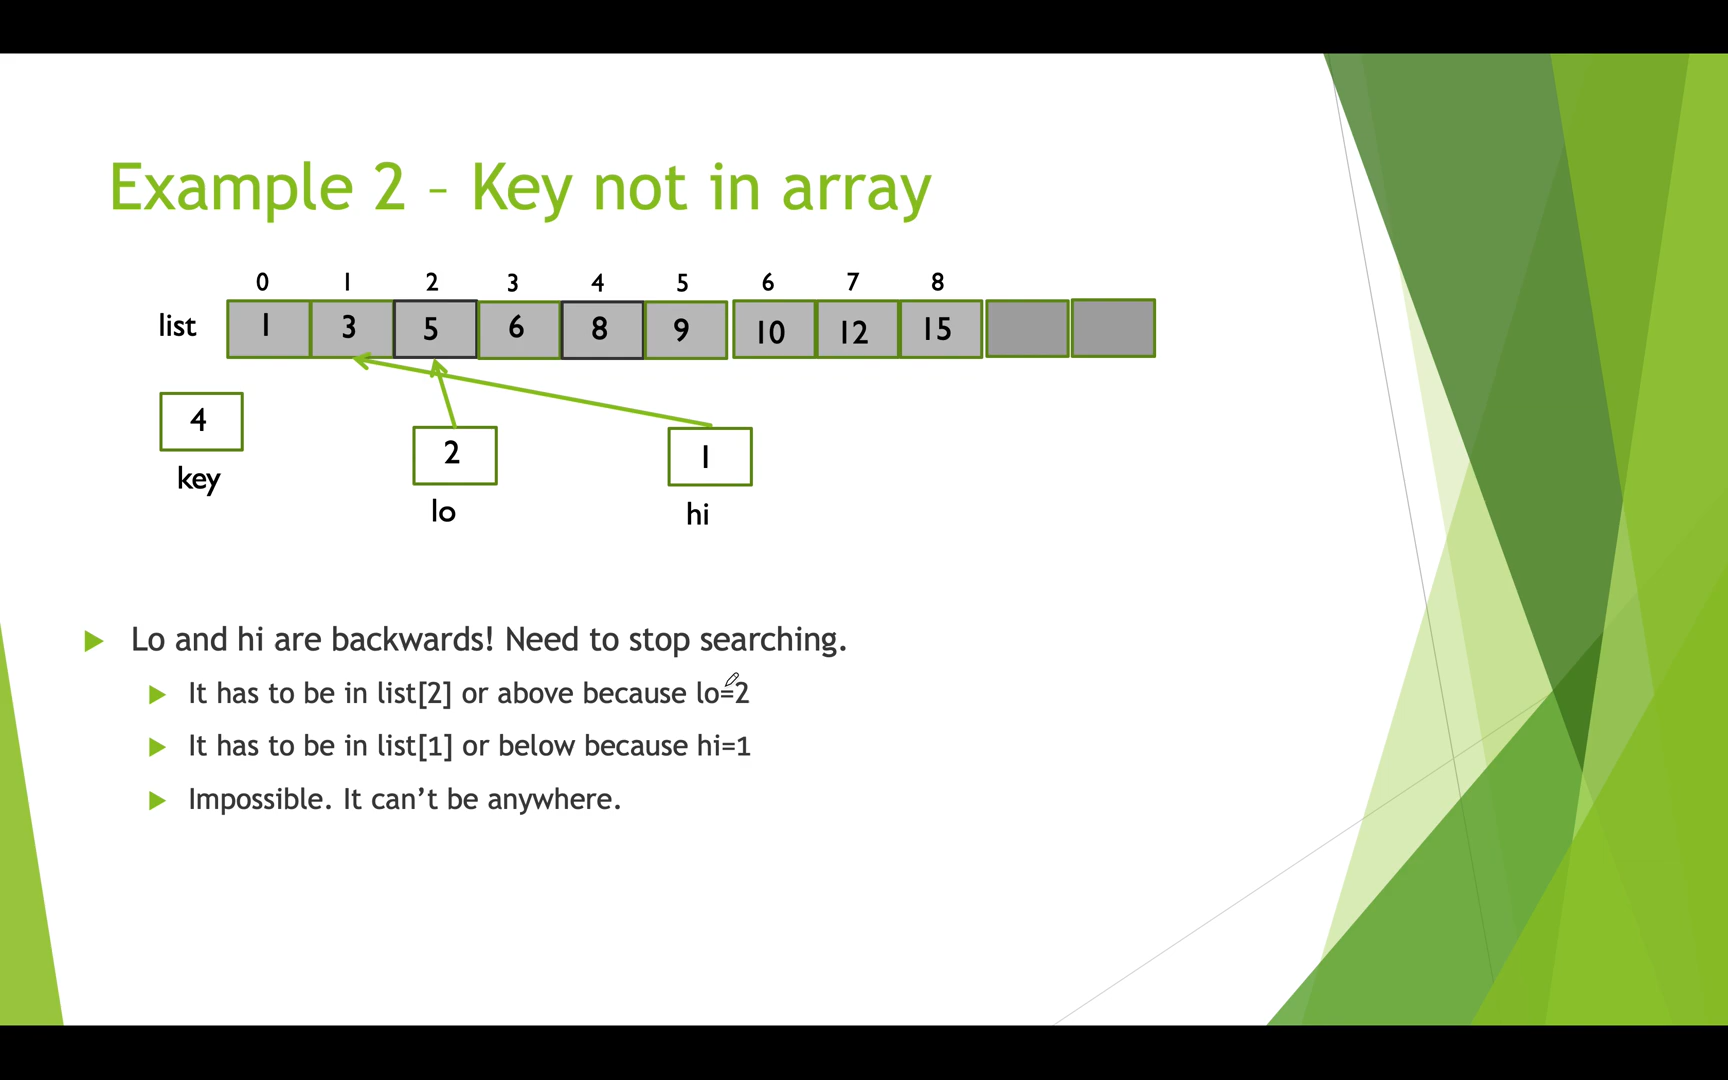 Example 2 – Key not in array
0 1 2 3 4 5 6 7 8
list 1 3 5 6 8 9 10 12 15
4 2 1
key lo hi
Lo and hi are backwards! Need to stop searching.
It has to be in list[2] or above because lo=2
It has to be in list[1] or below because hi=1
Impossible. It can’t be anywhere.